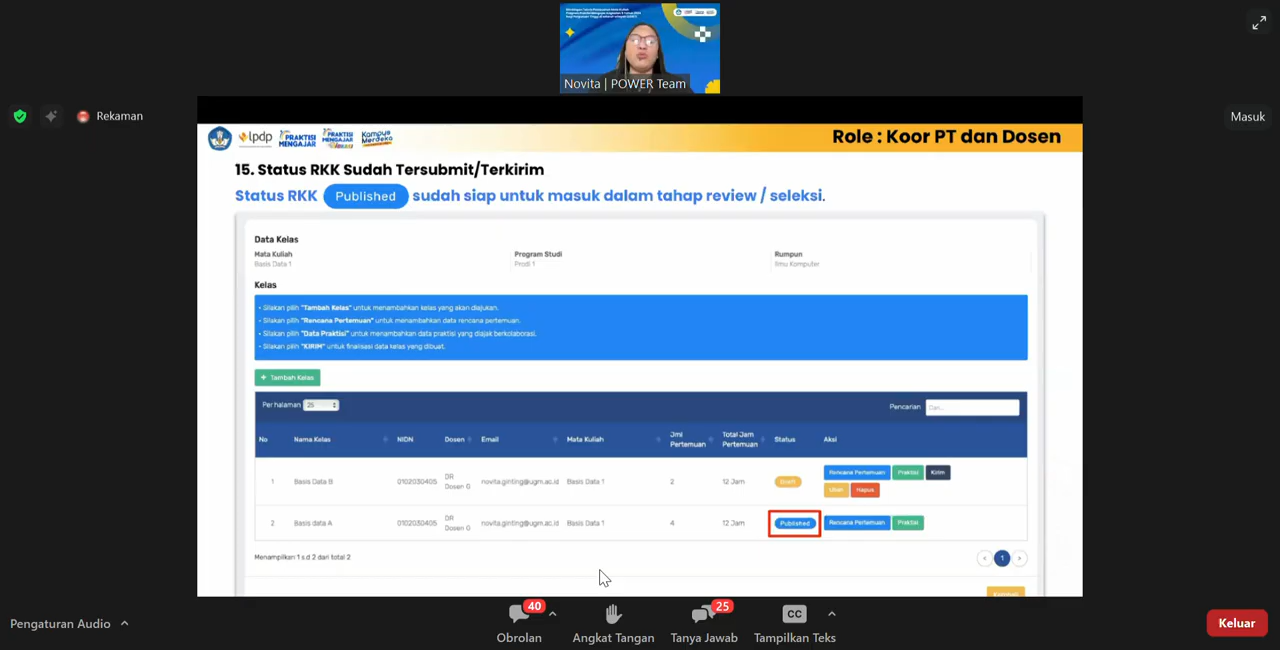 Novita | POWER Team
Rekaman
Masuk
lpdp
PRAKTISI MENGAJAR
PRAKTISI MENGAJAR
Kampus Merdeka
Role : Koor PT dan Dosen
15. Status RKK Sudah Tersubmit/Terkirim
Status RKK Published sudah siap untuk masuk dalam tahap review / seleksi.
Data Kelas
Mata Kuliah Program Studi Rumpun
Basis Data 1 Prodi 1 Ilmu Komputer
Kelas
- Silakan pilih "Tambah Kelas" untuk menambahkan kelas yang akan diajukan.
- Silakan pilih "Rencana Pertemuan" untuk menambahkan data rencana pertemuan.
- Silakan pilih "Data Praktisi" untuk menambahkan data praktisi yang diajak berkolaborasi.
- Silakan pilih "KIRIM" untuk finalisasi data kelas yang dibuat.
+ Tambah Kelas
Per halaman 25 Pencarian Cari...
No Nama Kelas NIDN Dosen Email Mata Kuliah Jml Pertemuan Total Jam Pertemuan Status Aksi
1 Basis Data B 0102030405 DR Dosen G novita.ginting@ugm.ac.id Basis Data 1 2 12 Jam Draft Rencana Pertemuan Praktisi Kirim
Ubah Hapus
2 Basis data A 0102030405 DR Dosen G novita.ginting@ugm.ac.id Basis Data 1 4 12 Jam Published Rencana Pertemuan Praktisi
Menampilkan 1 s.d 2 dari total 2 < 1 >
Kembali
40 25 CC
Pengaturan Audio Obrolan Angkat Tangan Tanya Jawab Tampilkan Teks Keluar